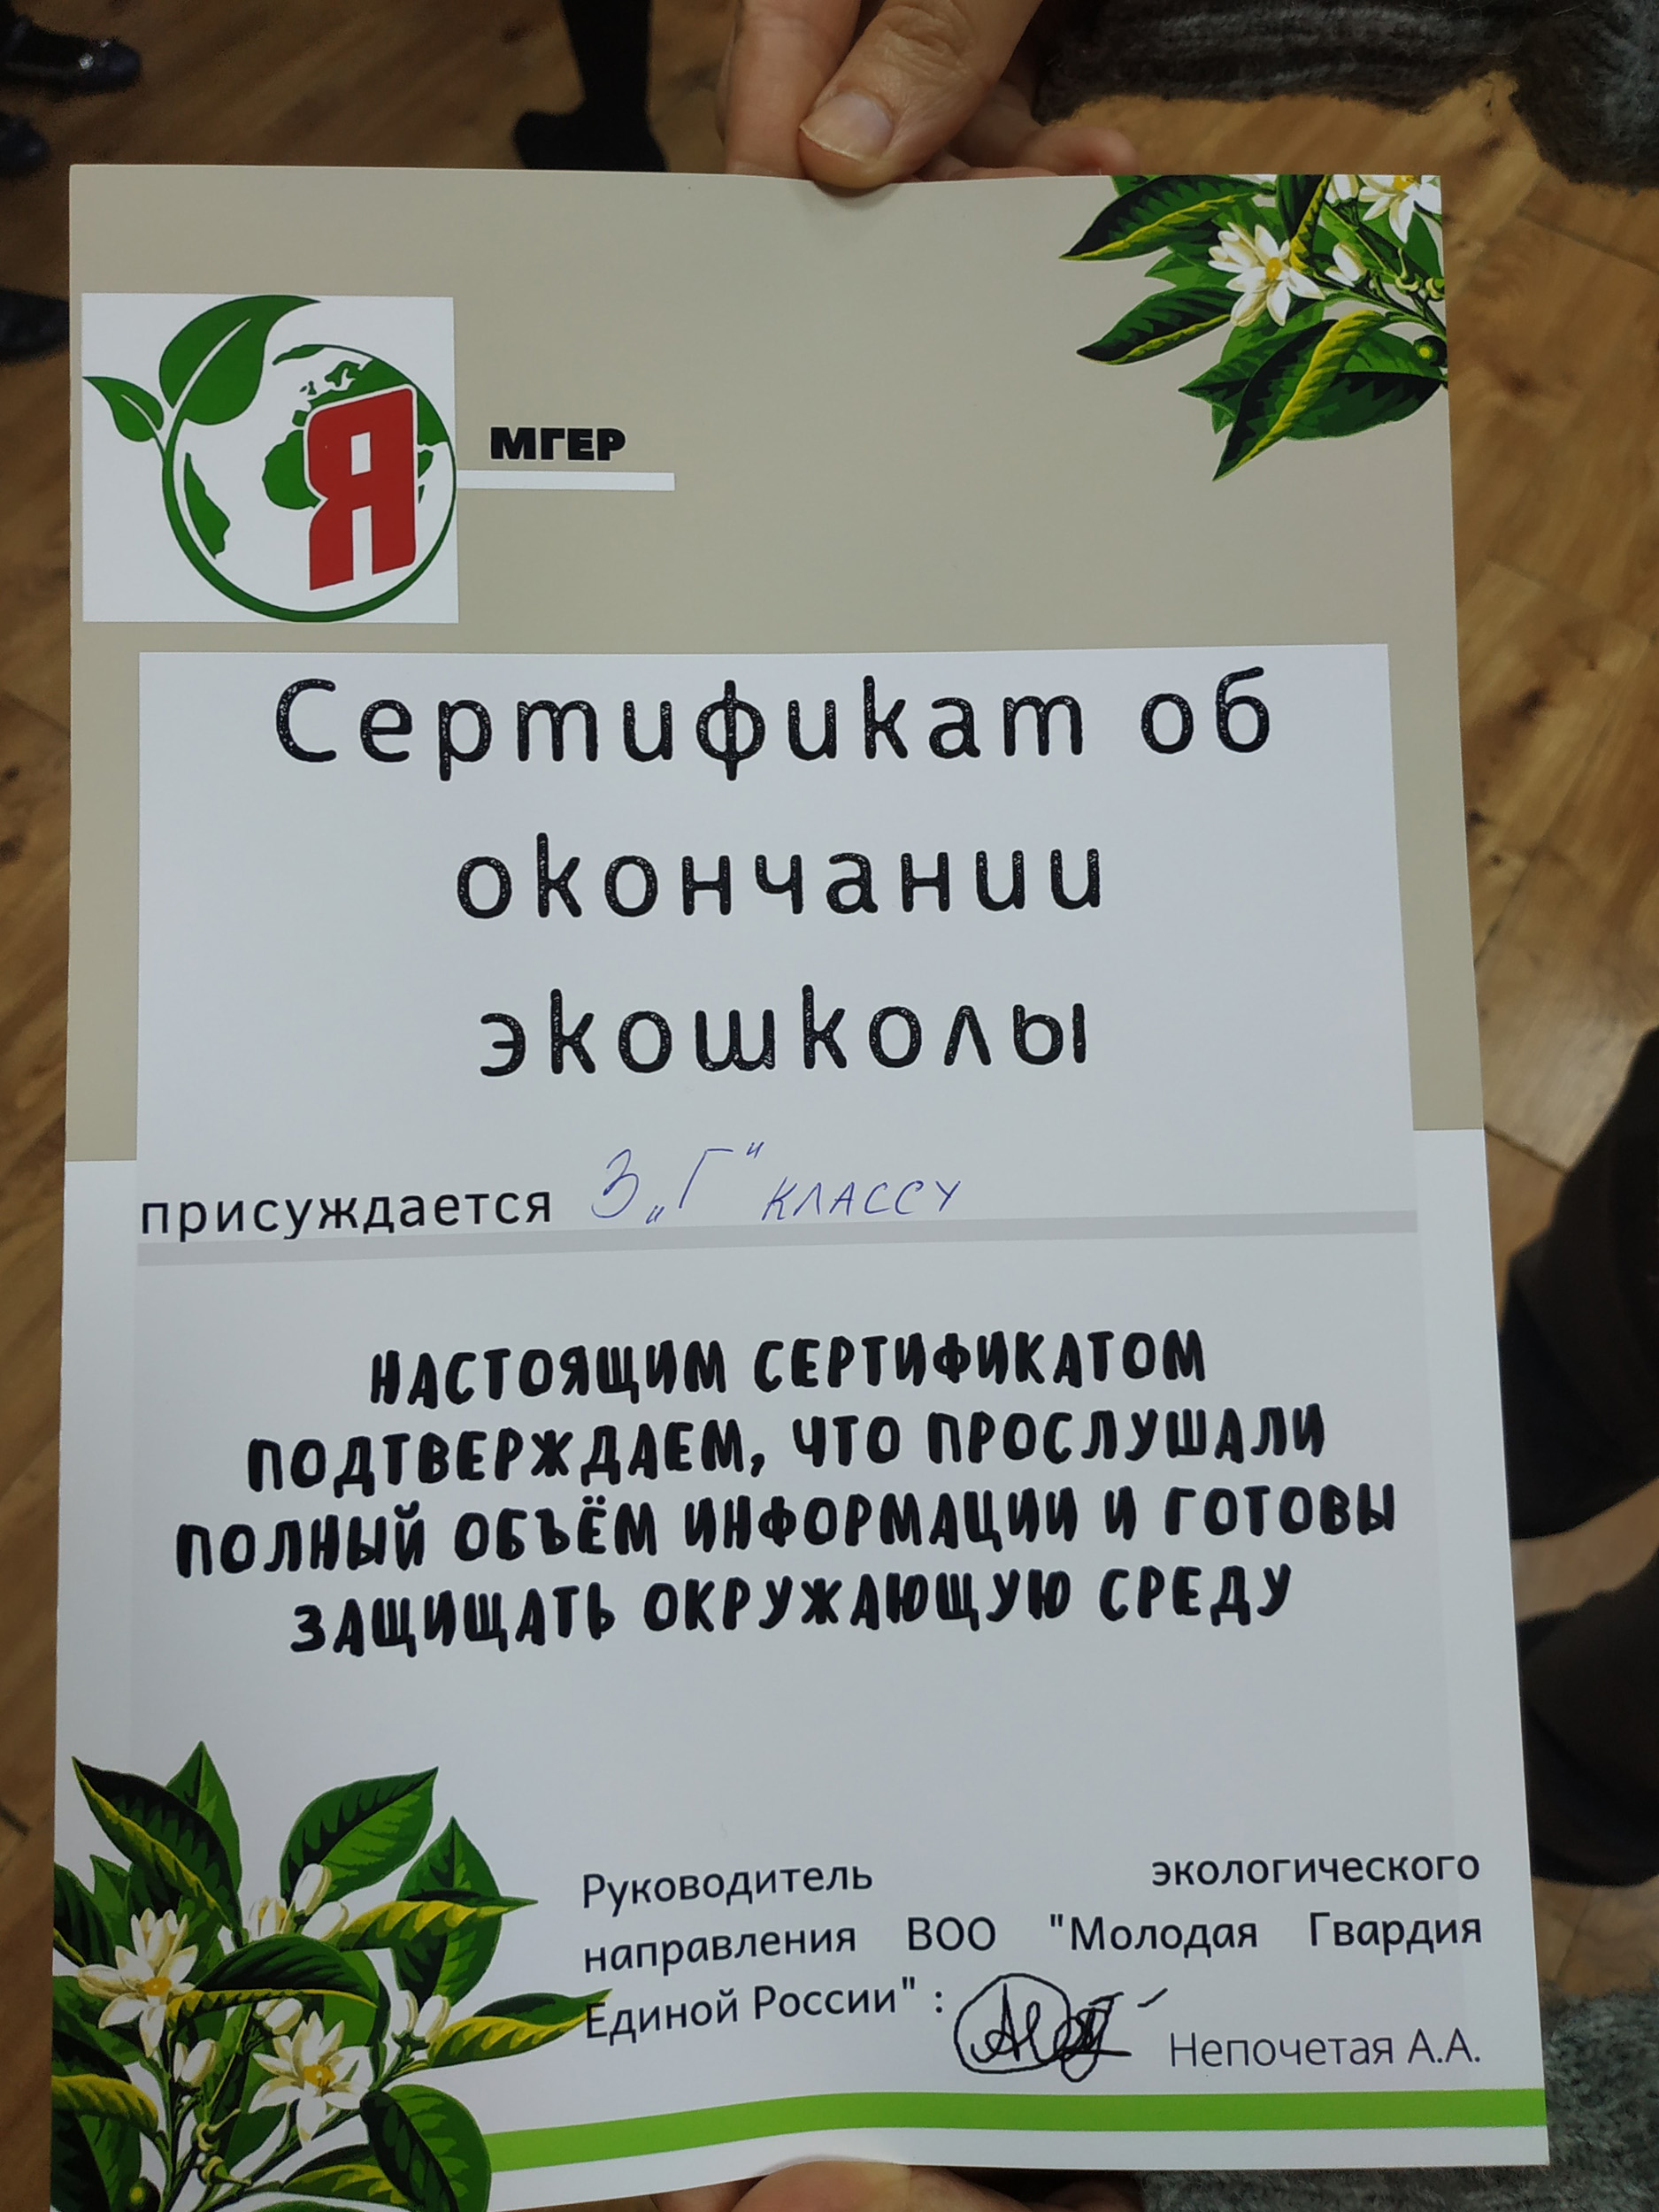 Я
МГЕР
Сертификат об
окончании
экошколы
присуждается 3 „Г“ классу
НАСТОЯЩИМ СЕРТИФИКАТОМ
ПОДТВЕРЖДАЕМ, ЧТО ПРОСЛУШАЛИ
ПОЛНЫЙ ОБЪЁМ ИНФОРМАЦИИ И ГОТОВЫ
ЗАЩИЩАТЬ ОКРУЖАЮЩУЮ СРЕДУ
Руководитель экологического
направления ВОО "Молодая Гвардия
Единой России" :
Непочетая А.А.